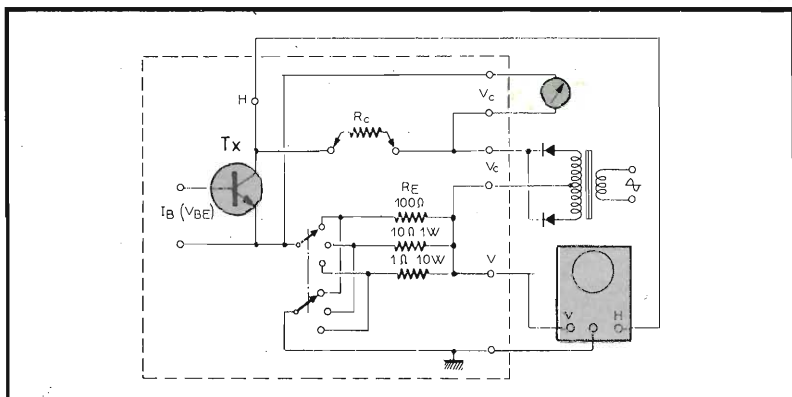 H
Tx
IB (VBE)
RC
VC
VC
RE
100Ω
10Ω 1W
1Ω 10W
V
V
H